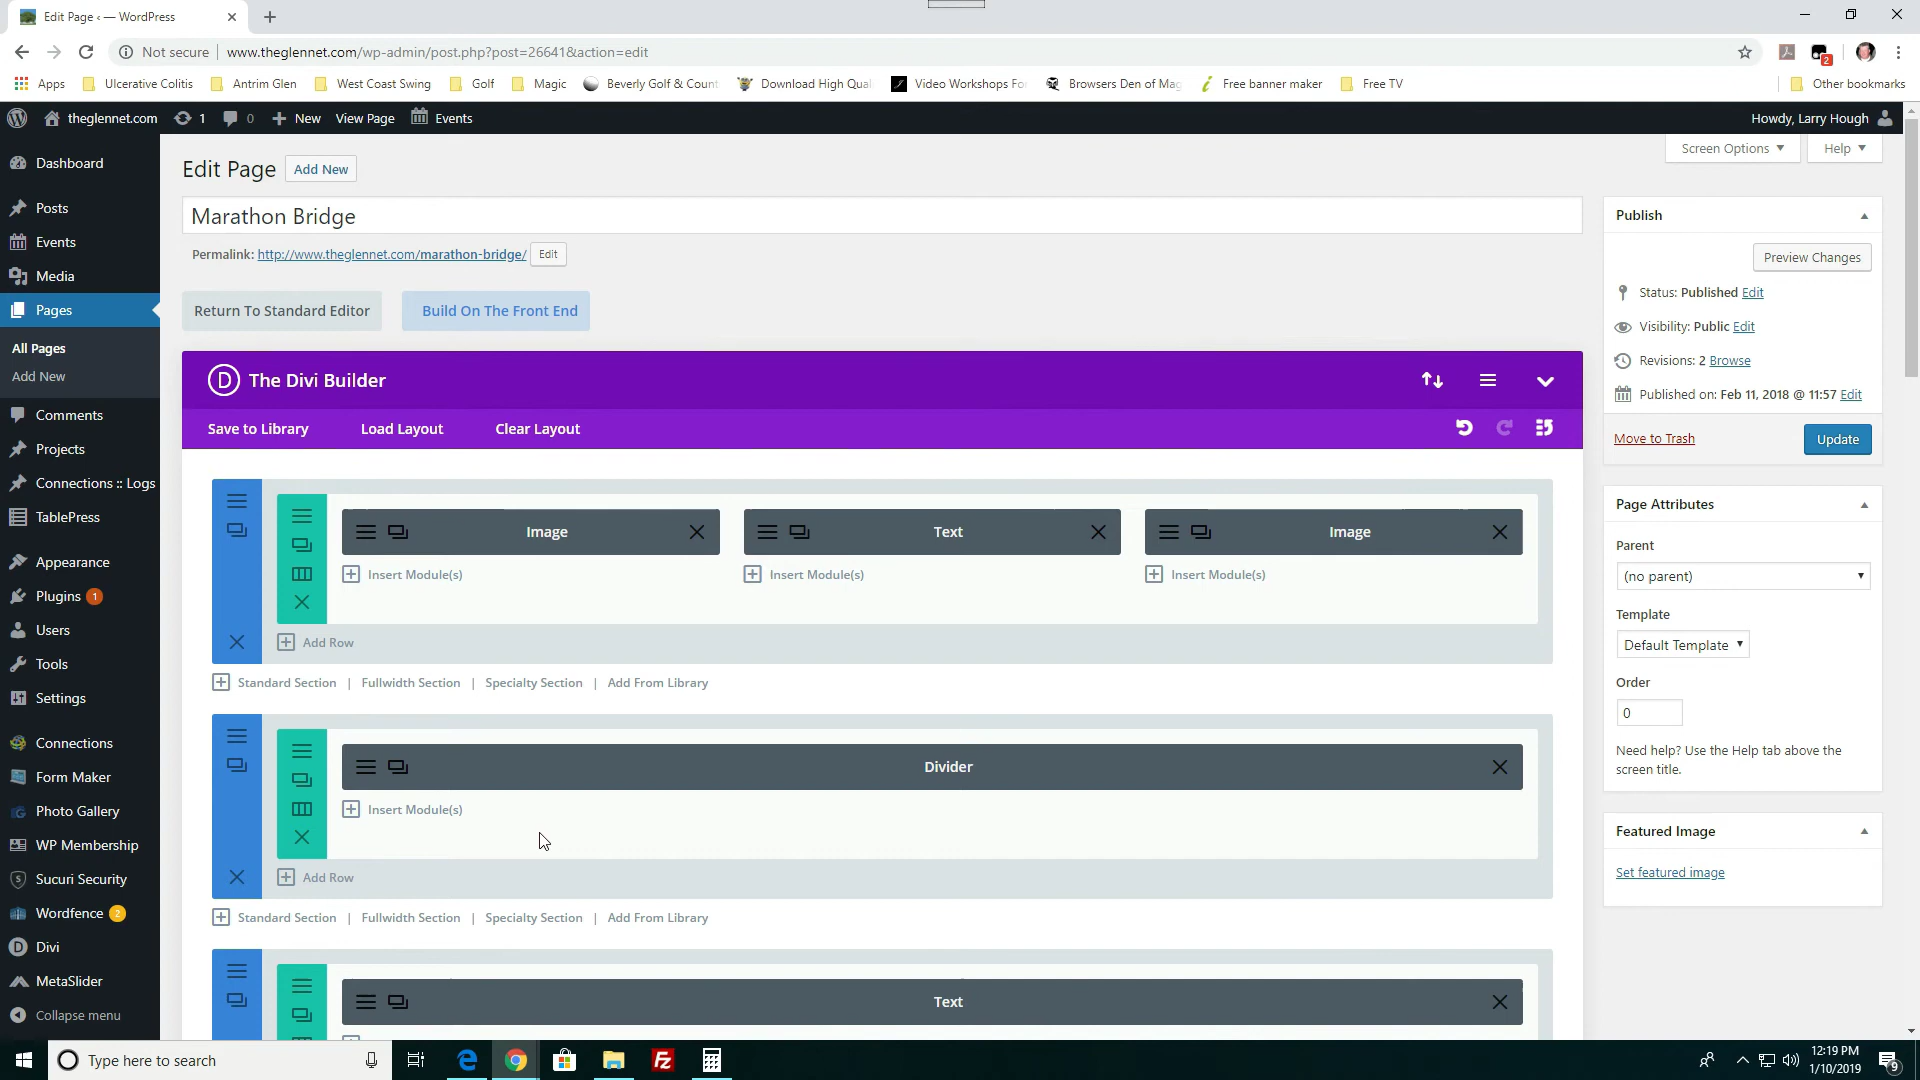 Edit Page ‹ — WordPress
Not secure | www.theglennet.com/wp-admin/post.php?post=26641&action=edit
2
Apps Ulcerative Colitis Antrim Glen West Coast Swing Golf Magic Beverly Golf & Count Download High Qual Video Workshops Fo Browsers Den of Mag Free banner maker Free TV Other bookmarks
theglennet.com 1 0 New View Page Events Howdy, Larry Hough
Screen Options Help
Dashboard
Posts
Events
Media
Pages
All Pages
Add New
Comments
Projects
Connections :: Logs
TablePress
Appearance
Plugins 1
Users
Tools
Settings
Connections
Form Maker
Photo Gallery
WP Membership
Sucuri Security
Wordfence 2
Divi
MetaSlider
Collapse menu
Edit Page Add New
Marathon Bridge
Permalink: http://www.theglennet.com/marathon-bridge/ Edit
Return To Standard Editor Build On The Front End
D The Divi Builder
Save to Library Load Layout Clear Layout
Image Text Image
Insert Module(s) Insert Module(s) Insert Module(s)
Add Row
Standard Section | Fullwidth Section | Specialty Section | Add From Library
Divider
Insert Module(s)
Add Row
Standard Section | Fullwidth Section | Specialty Section | Add From Library
Text
Publish
Preview Changes
Status: Published Edit
Visibility: Public Edit
Revisions: 2 Browse
Published on: Feb 11, 2018 @ 11:57 Edit
Move to Trash Update
Page Attributes
Parent
(no parent)
Template
Default Template
Order
0
Need help? Use the Help tab above the
screen title.
Featured Image
Set featured image
Type here to search
12:19 PM
1/10/2019
9